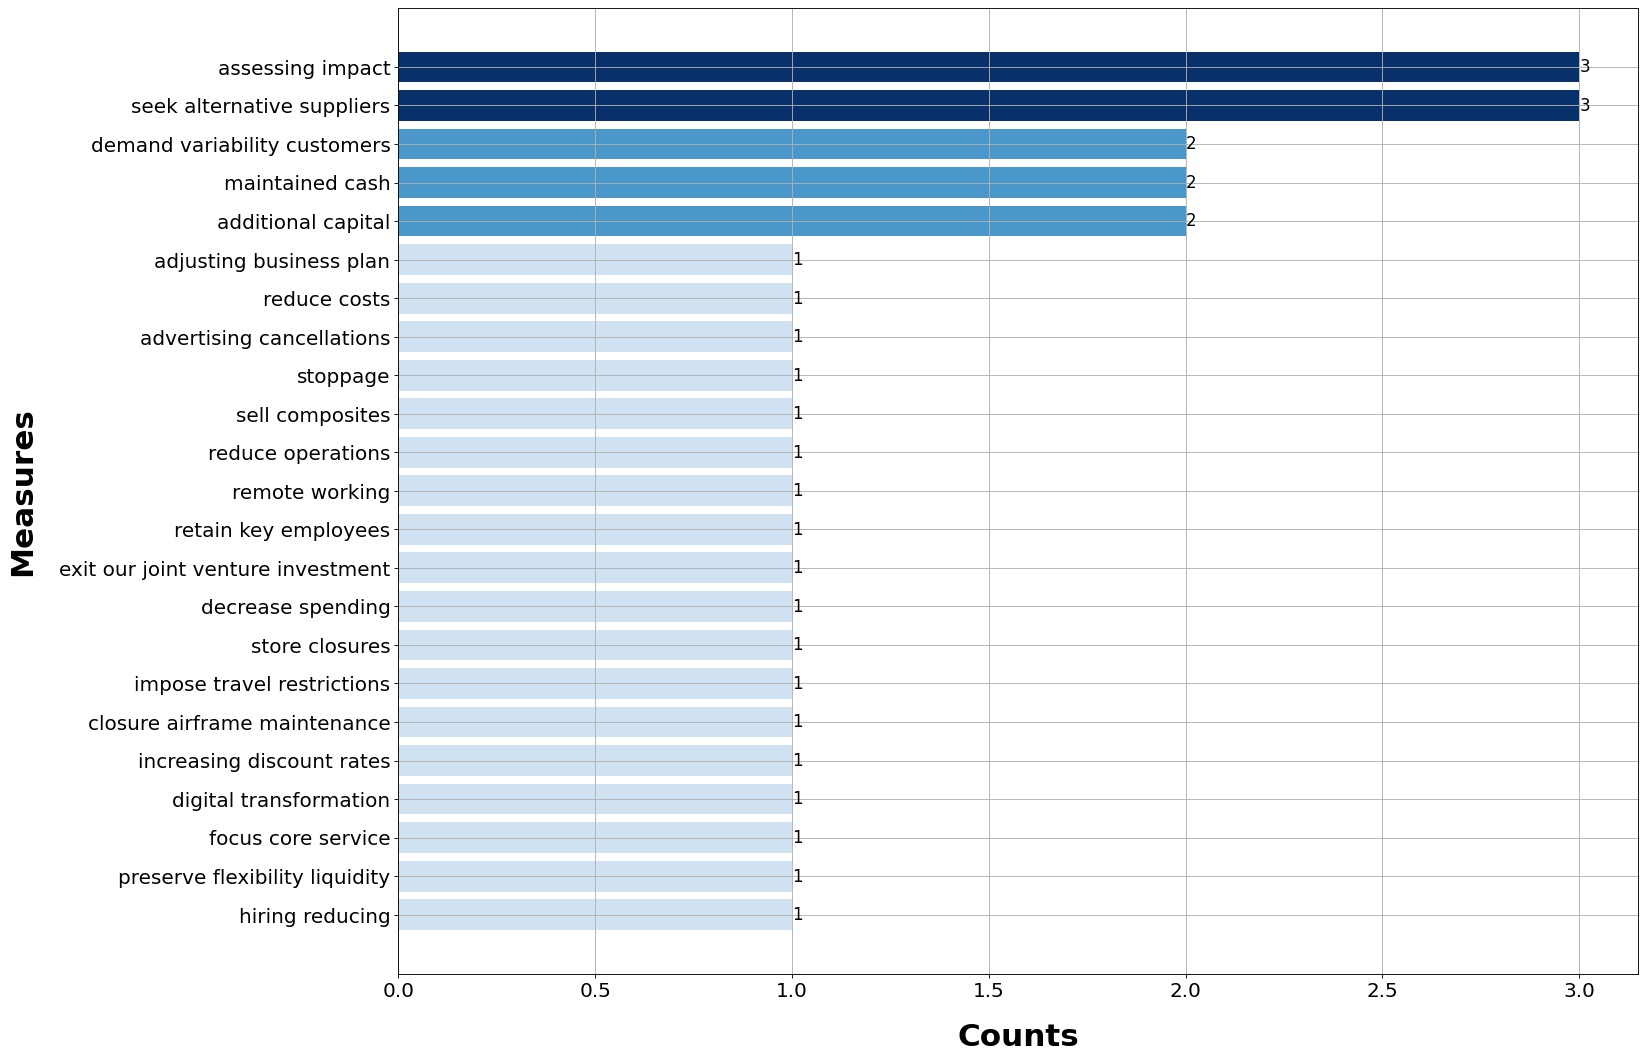 Measures
assessing impact 3
seek alternative suppliers 3
demand variability customers 2
maintained cash 2
additional capital 2
adjusting business plan 1
reduce costs 1
advertising cancellations 1
stoppage 1
sell composites 1
reduce operations 1
remote working 1
retain key employees 1
exit our joint venture investment 1
decrease spending 1
store closures 1
impose travel restrictions 1
closure airframe maintenance 1
increasing discount rates 1
digital transformation 1
focus core service 1
preserve flexibility liquidity 1
hiring reducing 1
0.0 0.5 1.0 1.5 2.0 2.5 3.0
Counts